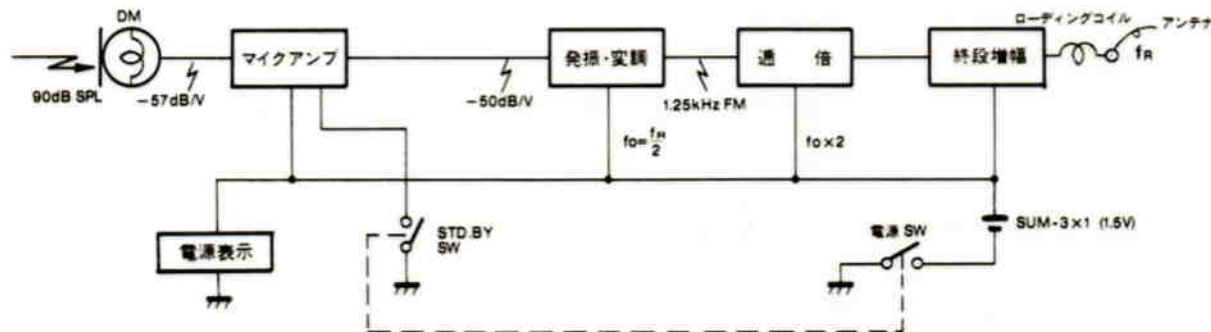 DM
90dB SPL
-57dB/V
マイクアンプ
-50dB/V
発振・変調
1.25kHz FM
逓倍
終段増幅
ローディングコイル
アンテナ
fR
fo=fR/2
fo×2
電源表示
STD.BY
SW
電源 SW
SUM-3×1 (1.5V)